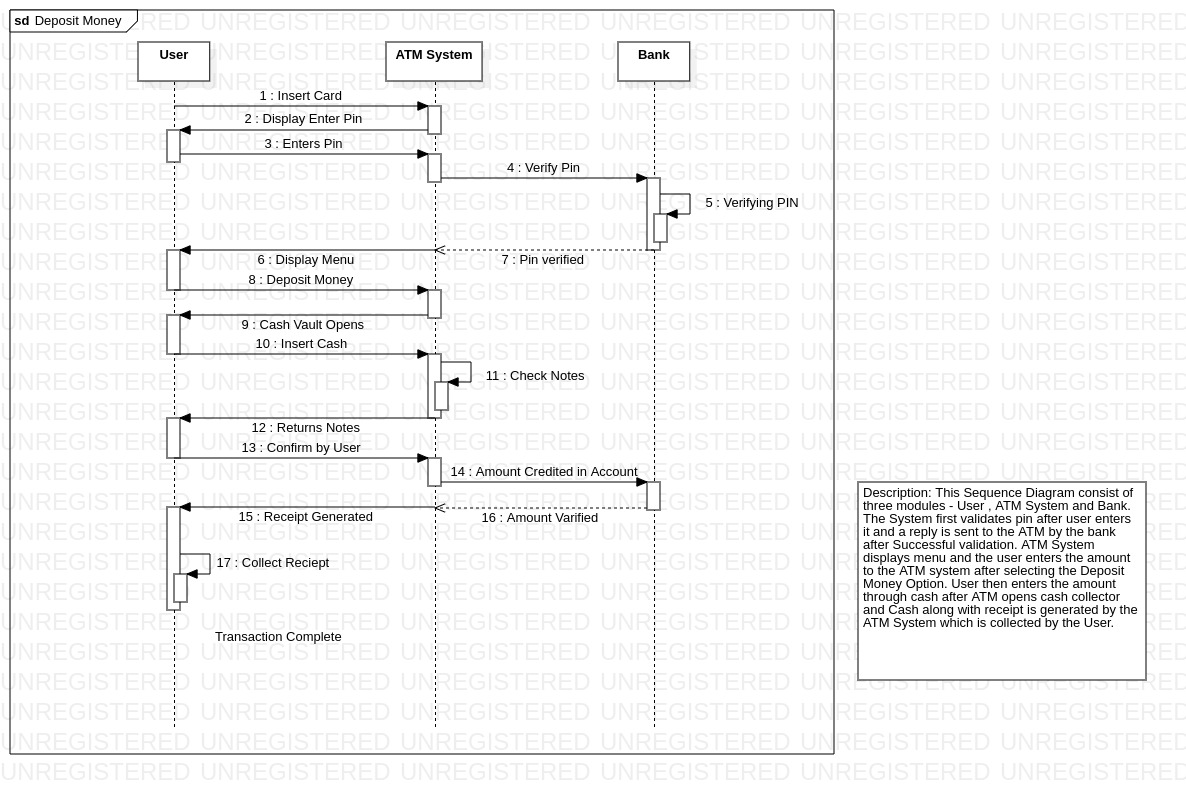 sd Deposit Money
User
ATM System
Bank
1 : Insert Card
2 : Display Enter Pin
3 : Enters Pin
4 : Verify Pin
5 : Verifying PIN
6 : Display Menu
7 : Pin verified
8 : Deposit Money
9 : Cash Vault Opens
10 : Insert Cash
11 : Check Notes
12 : Returns Notes
13 : Confirm by User
14 : Amount Credited in Account
15 : Receipt Generated
16 : Amount Varified
17 : Collect Reciept
Transaction Complete
Description: This Sequence Diagram consist of
three modules - User , ATM System and Bank.
The System first validates pin after user enters
it and a reply is sent to the ATM by the bank
after Successful validation. ATM System
displays menu and the user enters the amount
to the ATM system after selecting the Deposit
Money Option. User then enters the amount
through cash after ATM opens cash collector
and Cash along with receipt is generated by the
ATM System which is collected by the User.
UNREGISTERED